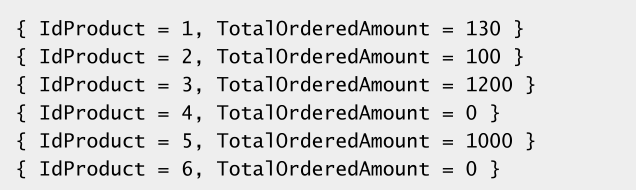 { IdProduct = 1, TotalOrderedAmount = 130 }
{ IdProduct = 2, TotalOrderedAmount = 100 }
{ IdProduct = 3, TotalOrderedAmount = 1200 }
{ IdProduct = 4, TotalOrderedAmount = 0 }
{ IdProduct = 5, TotalOrderedAmount = 1000 }
{ IdProduct = 6, TotalOrderedAmount = 0 }